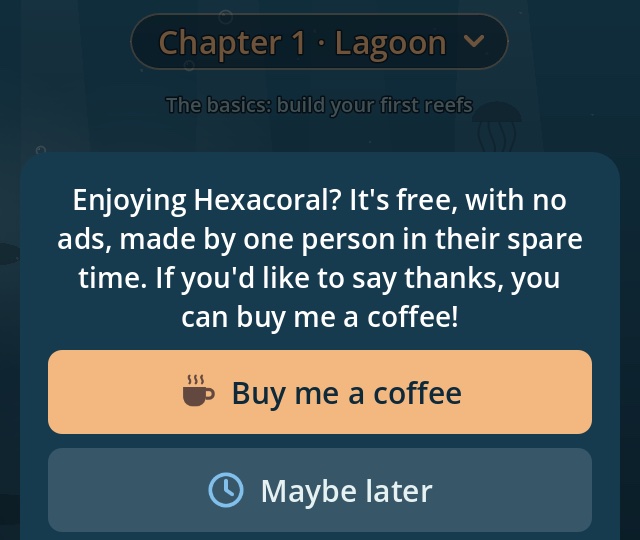 Chapter 1 · Lagoon
The basics: build your first reefs
Enjoying Hexacoral? It's free, with no
ads, made by one person in their spare
time. If you'd like to say thanks, you
can buy me a coffee!
Buy me a coffee
Maybe later